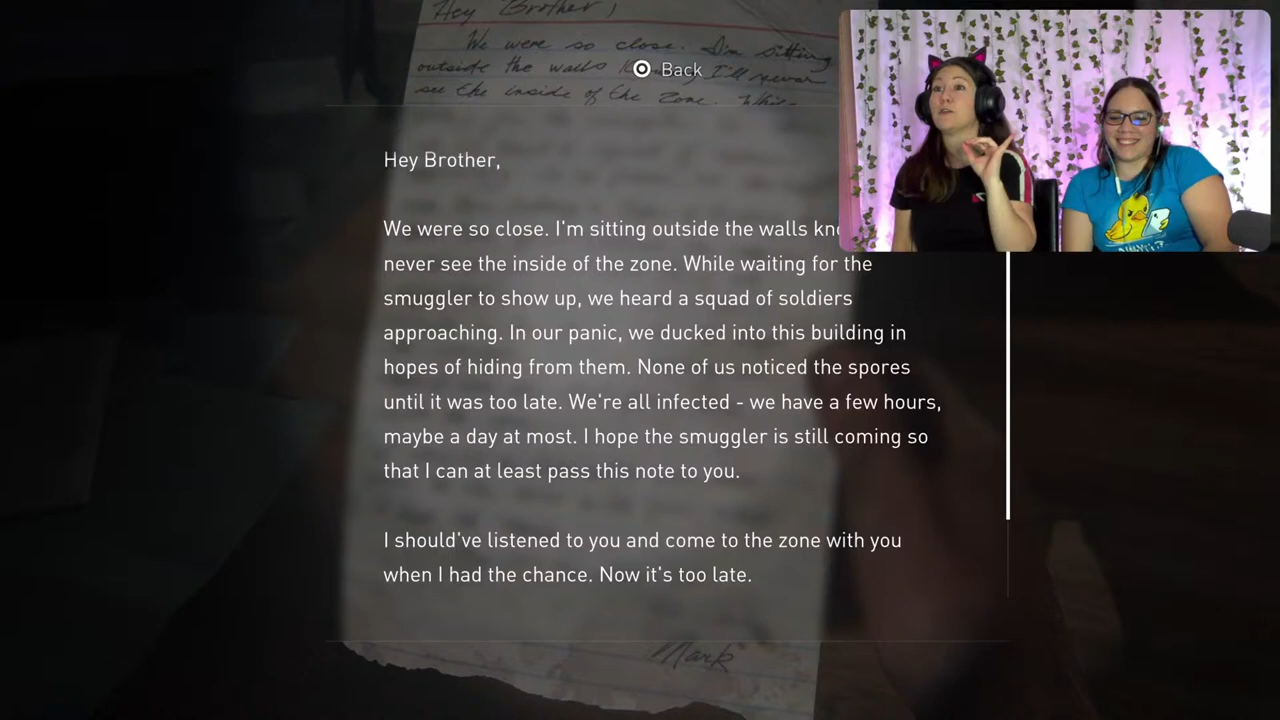 Hey Brother,
We were so close. I'm sitting
outside the walls I'll never
see the inside of the zone. Whil-
Back
Hey Brother,
We were so close. I'm sitting outside the walls kno
never see the inside of the zone. While waiting for the
smuggler to show up, we heard a squad of soldiers
approaching. In our panic, we ducked into this building in
hopes of hiding from them. None of us noticed the spores
until it was too late. We're all infected - we have a few hours,
maybe a day at most. I hope the smuggler is still coming so
that I can at least pass this note to you.
I should've listened to you and come to the zone with you
when I had the chance. Now it's too late.
Mark